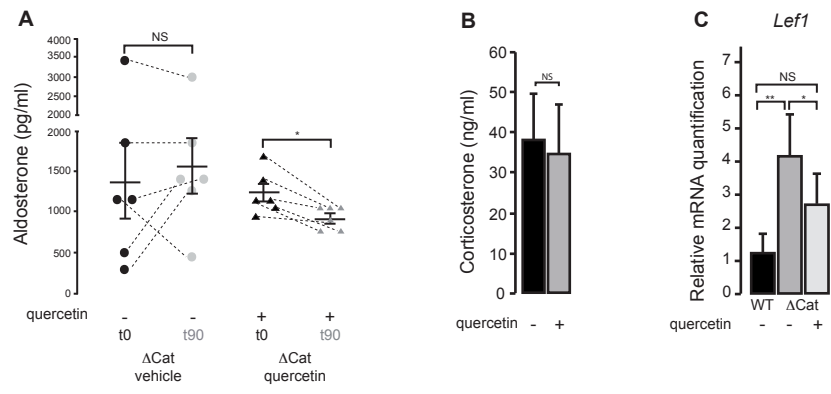 A
Aldosterone (pg/ml)
4000
3500
3000
2500
2000
2000
1500
1000
500
0
NS
*
quercetin - - + +
t0 t90 t0 t90
ΔCat ΔCat
vehicle quercetin
B
Corticosterone (ng/ml)
60
50
40
30
20
10
0
NS
quercetin - +
C
Lef1
Relative mRNA quantification
7
6
5
4
3
2
1
0
NS
** *
WT ΔCat
quercetin - - +